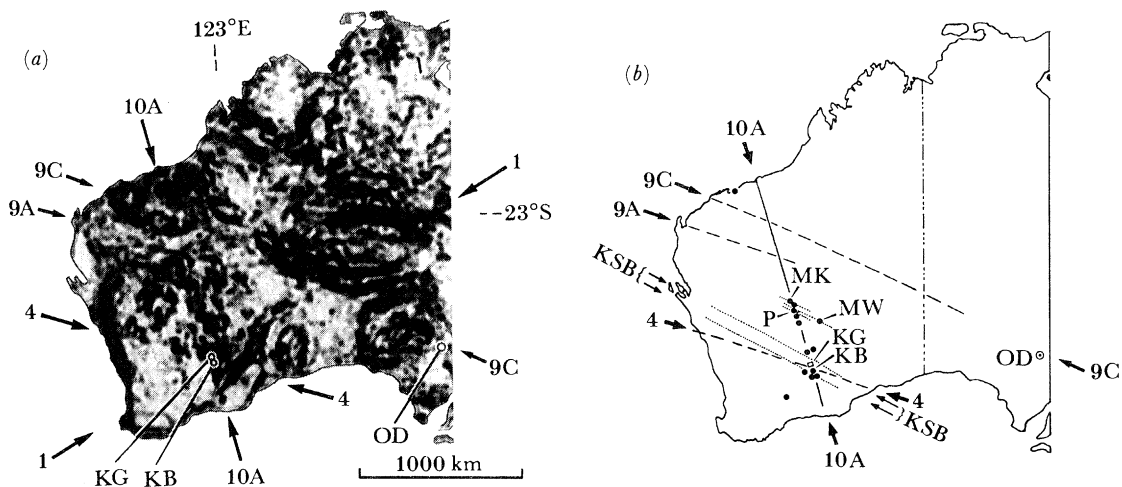 (a)
123°E
10A
9C
9A
1
--23°S
4
9C
4
OD
1
KG KB
10A
1000 km
(b)
10A
9C
9A
KSB{
MK
P
MW
4
KG
KB
OD
9C
4
}KSB
10A